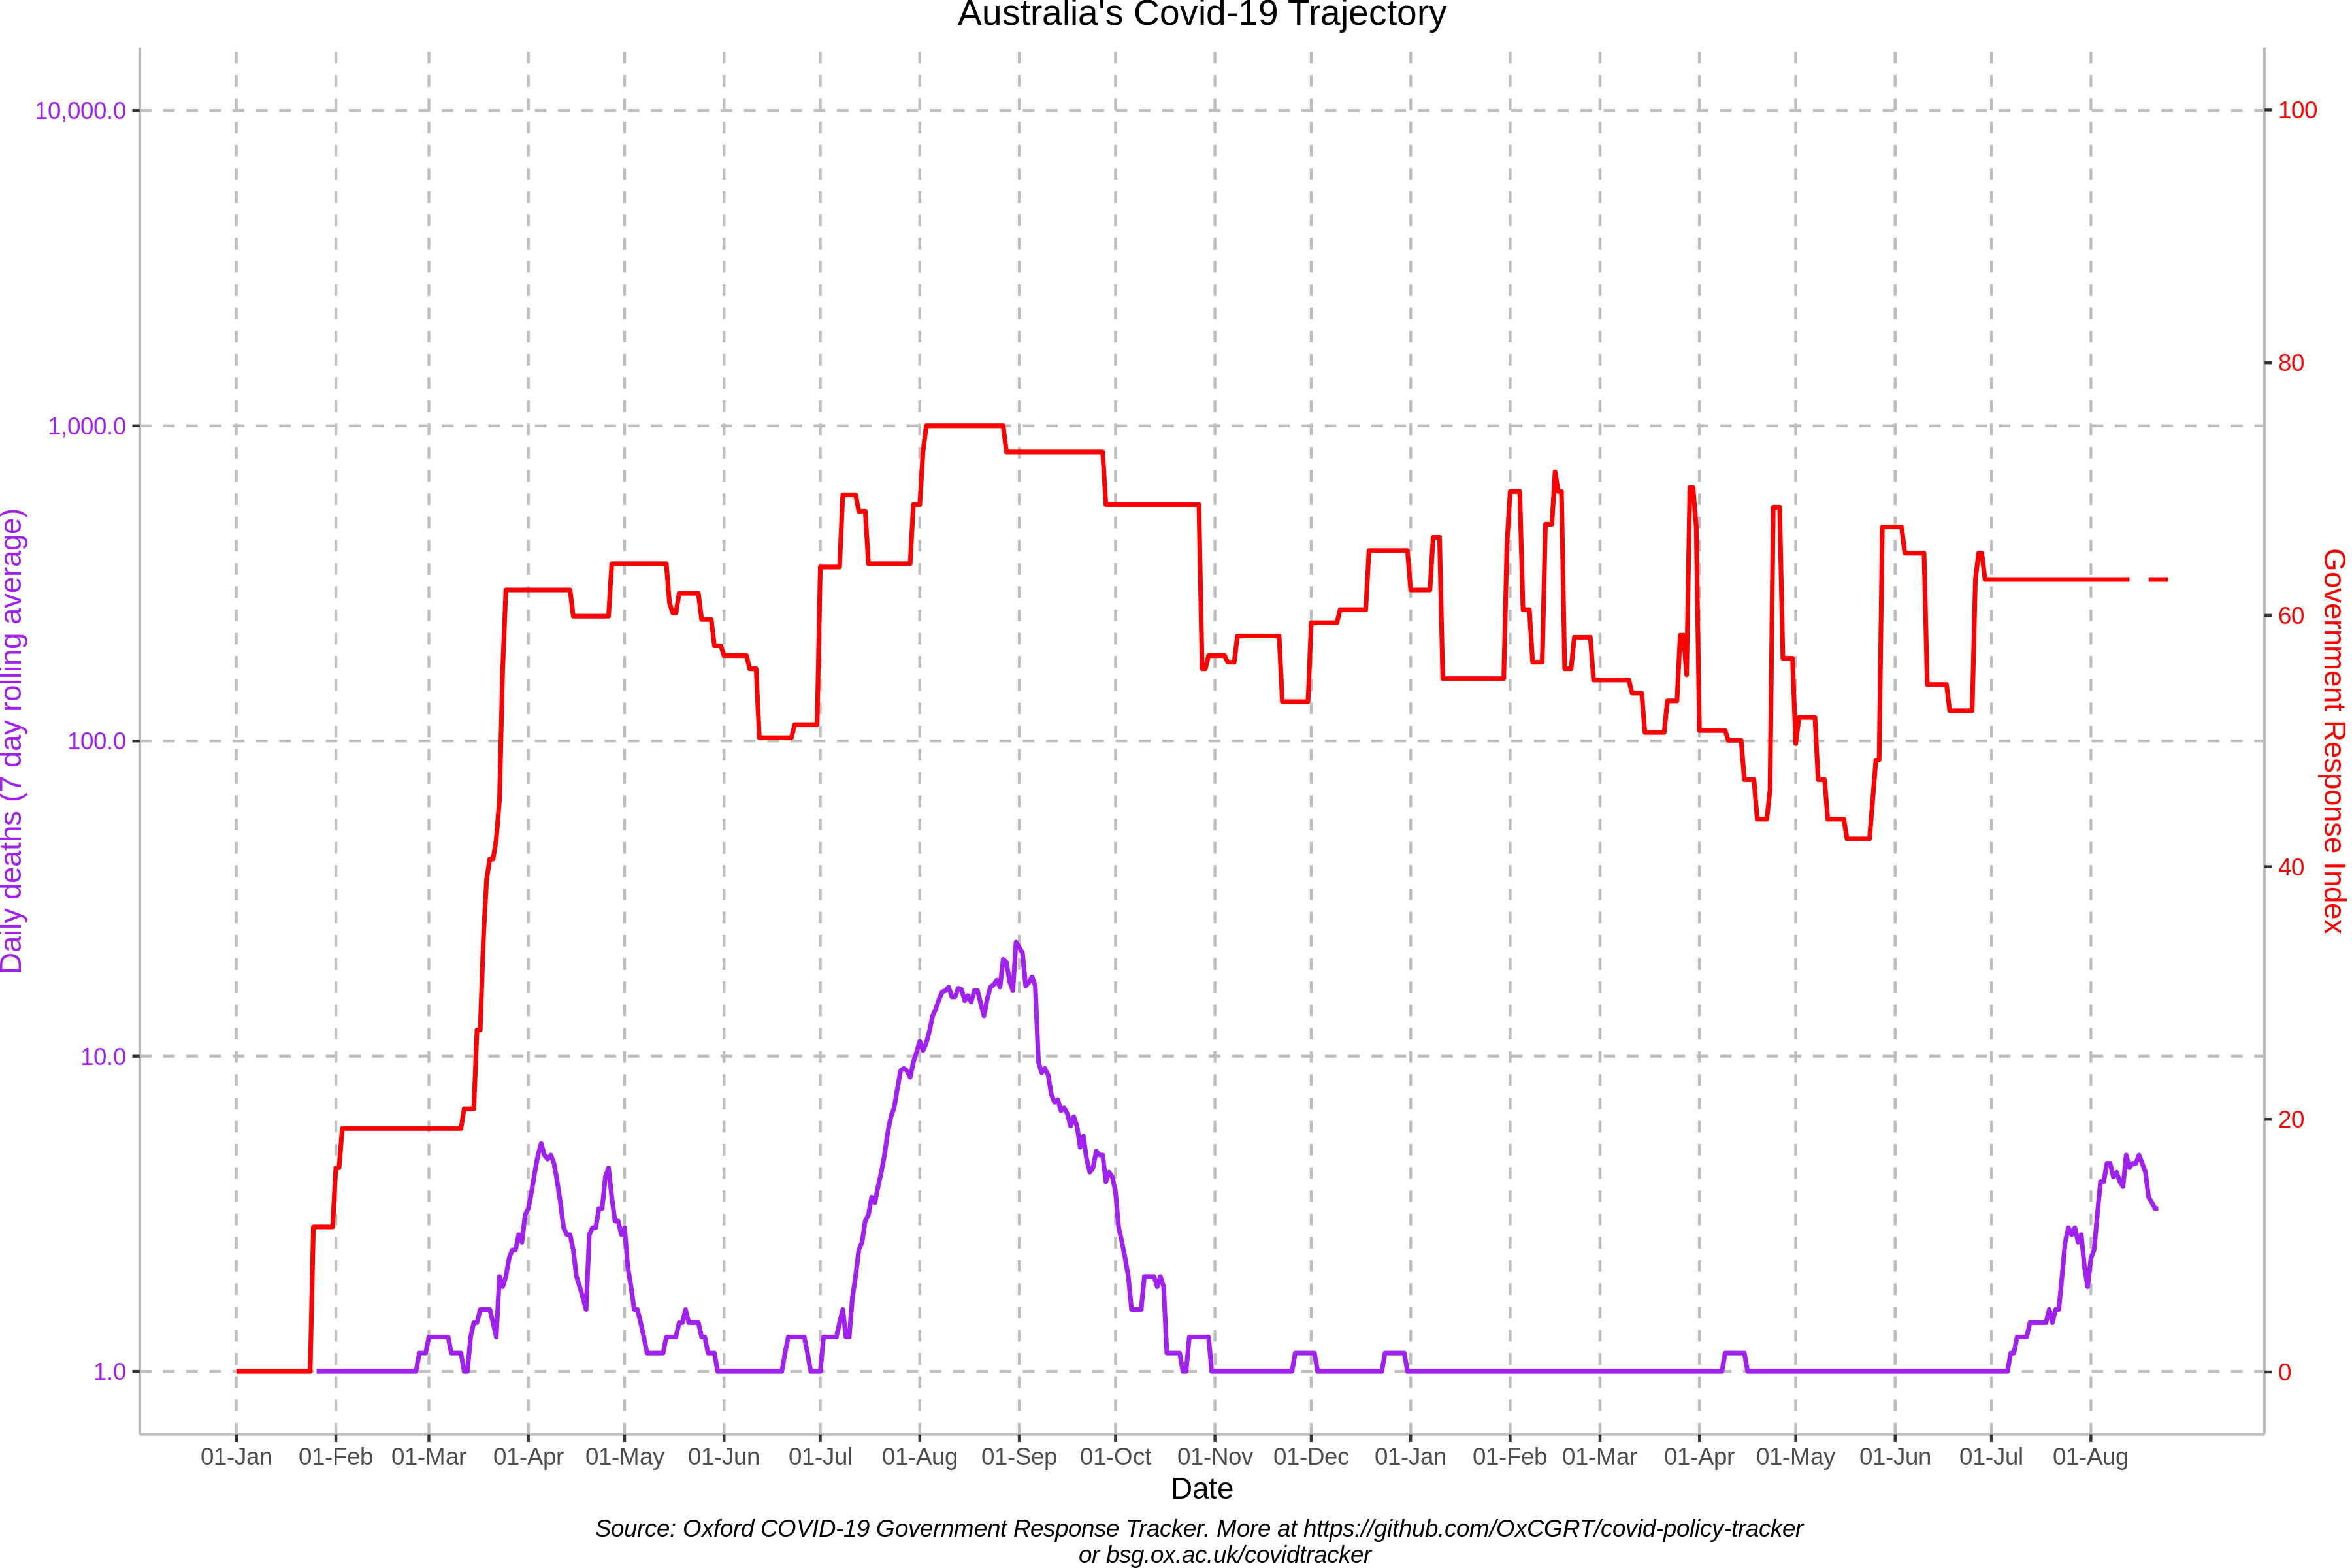 Australia's Covid-19 Trajectory
Daily deaths (7 day rolling average)
10,000.0
1,000.0
100.0
10.0
1.0
100
80
60
40
20
0
Government Response Index
01-Jan 01-Feb 01-Mar 01-Apr 01-May 01-Jun 01-Jul 01-Aug 01-Sep 01-Oct 01-Nov 01-Dec 01-Jan 01-Feb 01-Mar 01-Apr 01-May 01-Jun 01-Jul 01-Aug
Date
Source: Oxford COVID-19 Government Response Tracker. More at https://github.com/OxCGRT/covid-policy-tracker
or bsg.ox.ac.uk/covidtracker